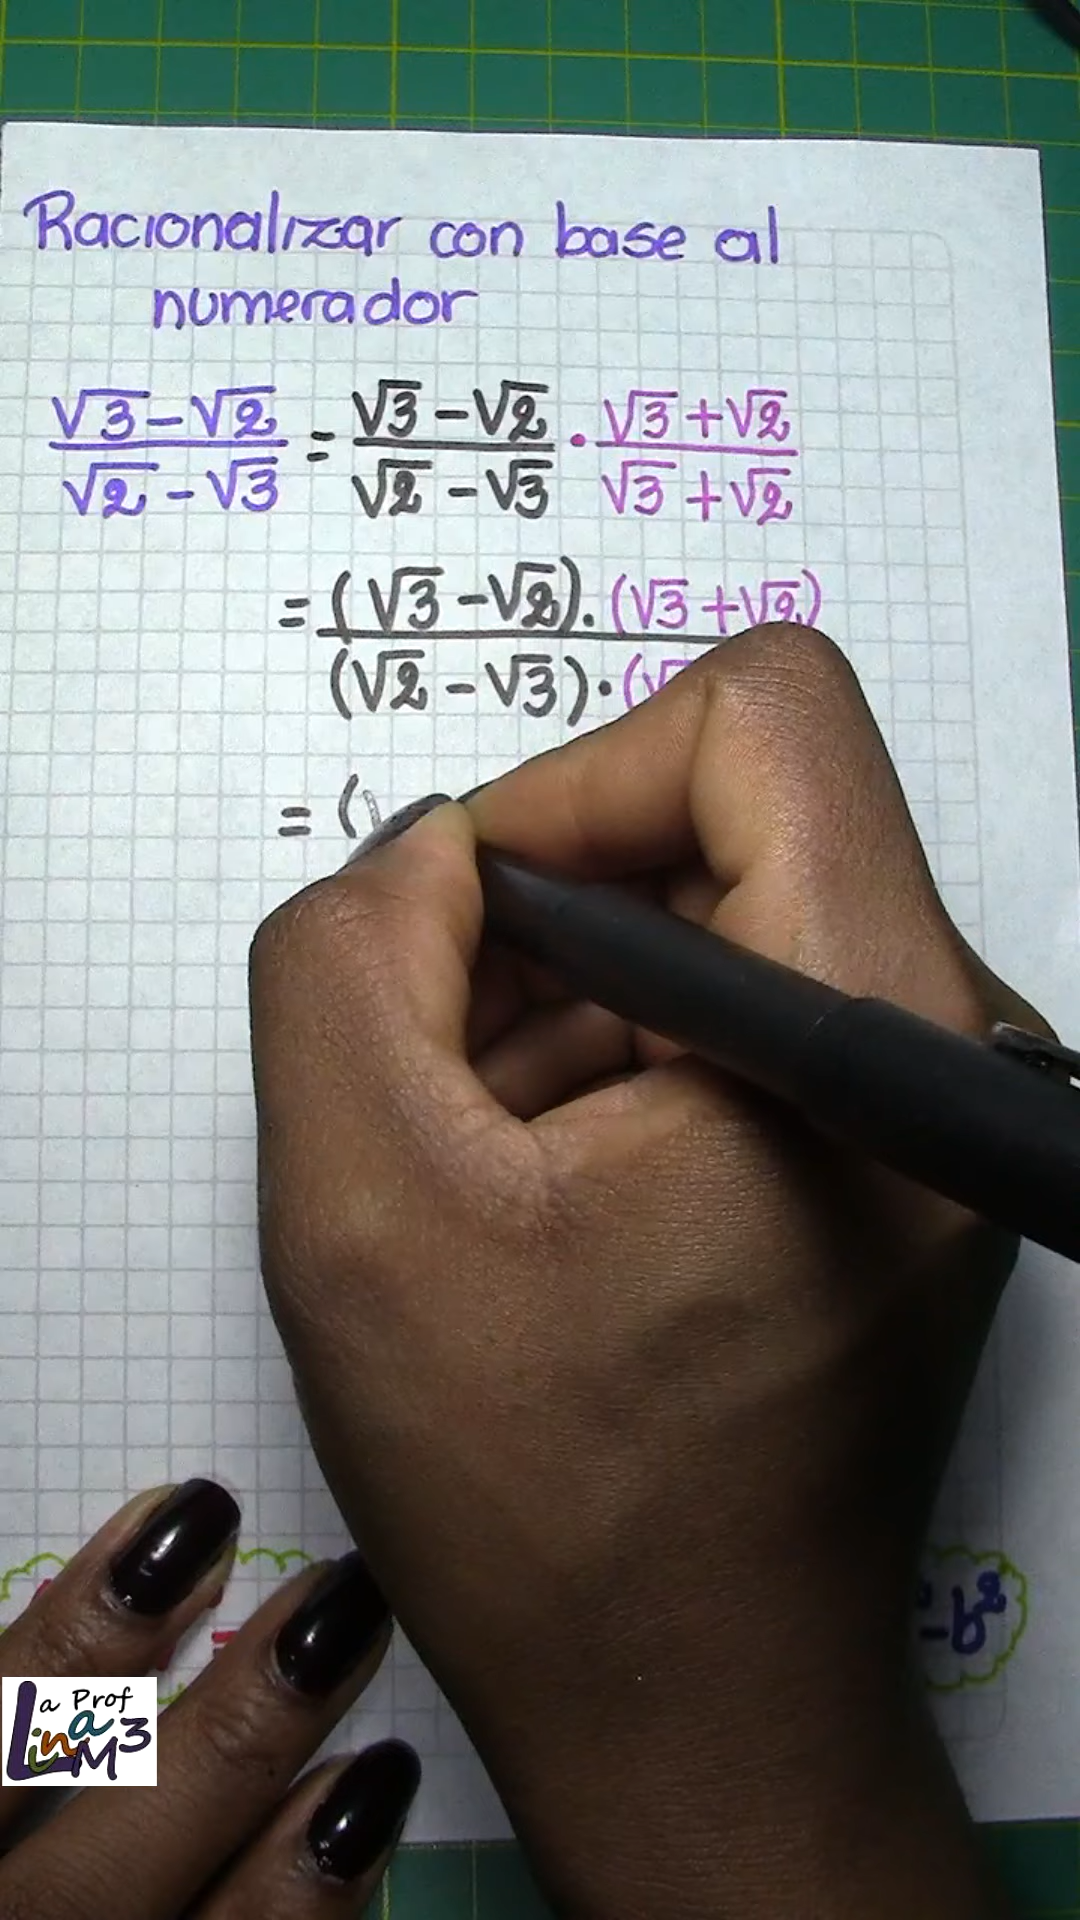 Racionalizar con base al
numerador
√3-√2 / √2-√3 = √3-√2 / √2-√3 · √3+√2 / √3+√2
= (√3-√2).(√3+√2)
(√2-√3)·(√
= (
-b²
La Prof
Lina M3